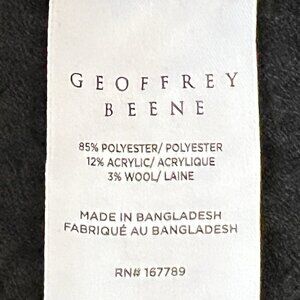 GEOFFREY
BEENE
85% POLYESTER/ POLYESTER
12% ACRYLIC/ ACRYLIQUE
3% WOOL/ LAINE
MADE IN BANGLADESH
FABRIQUÉ AU BANGLADESH
RN# 167789